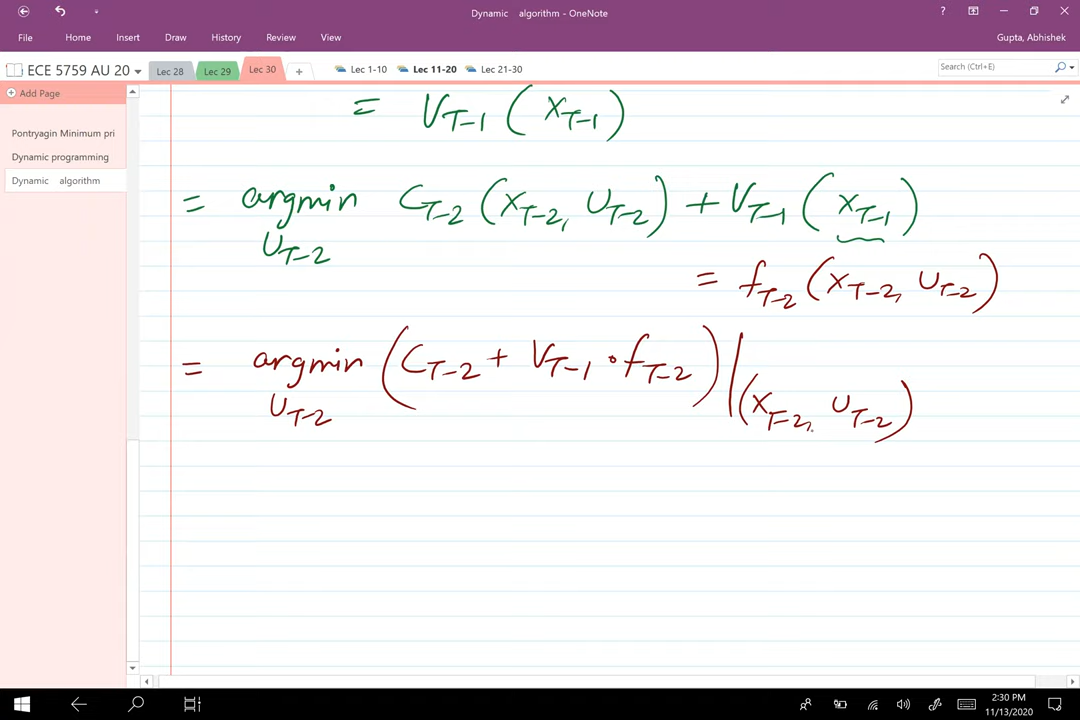 Dynamic algorithm - OneNote
File Home Insert Draw History Review View
Gupta, Abhishek
ECE 5759 AU 20 Lec 28 Lec 29 Lec 30 + Lec 1-10 Lec 11-20 Lec 21-30
Search (Ctrl+E)
Add Page
Pontryagin Minimum pri
Dynamic programming
Dynamic algorithm
= V_{T-1} (x_{T-1})
= argmin_{U_{T-2}} C_{T-2} (x_{T-2}, U_{T-2}) + V_{T-1} (x_{T-1})
= f_{T-2} (x_{T-2}, U_{T-2})
= argmin_{U_{T-2}} (C_{T-2} + V_{T-1} ∘ f_{T-2}) |_{(x_{T-2}, U_{T-2})}
2:30 PM
11/13/2020